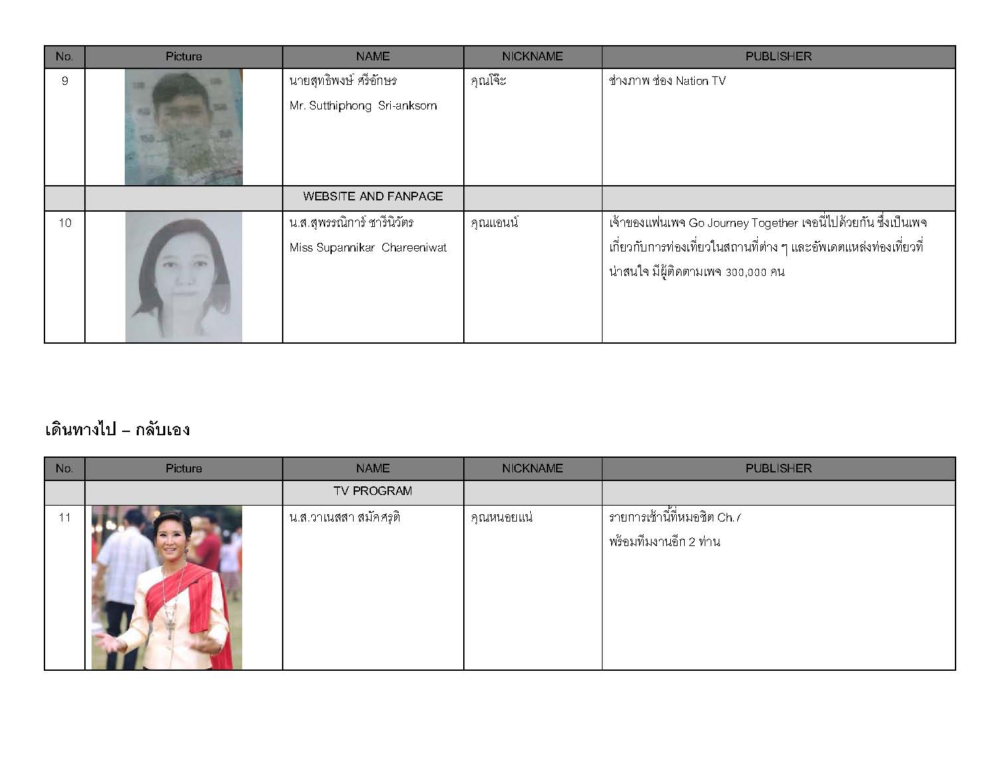 No. Picture NAME NICKNAME PUBLISHER
9 นายสุทธิพงษ์ ศรีอักษร คุณโจ๊ะ ช่างภาพ ช่อง Nation TV
Mr. Sutthiphong Sri-anksorn
WEBSITE AND FANPAGE
10 น.ส.สุพรรณิการ์ ชารีนิวัตร คุณแอนน์ เจ้าของแฟนเพจ Go Journey Together เจอนี่ไปด้วยกัน ซึ่งเป็นเพจ
Miss Supannikar Chareeniwat เกี่ยวกับการท่องเที่ยวในสถานที่ต่าง ๆ และอัพเดตแหล่งท่องเที่ยวที่
น่าสนใจ มีผู้ติดตามเพจ 300,000 คน
เดินทางไป – กลับเอง
No. Picture NAME NICKNAME PUBLISHER
TV PROGRAM
11 น.ส.วาเนสสา สมัคศรุติ คุณหนอยแน่ รายการเช้านี้ที่หมอชิต Ch.7
พร้อมทีมงานอีก 2 ท่าน